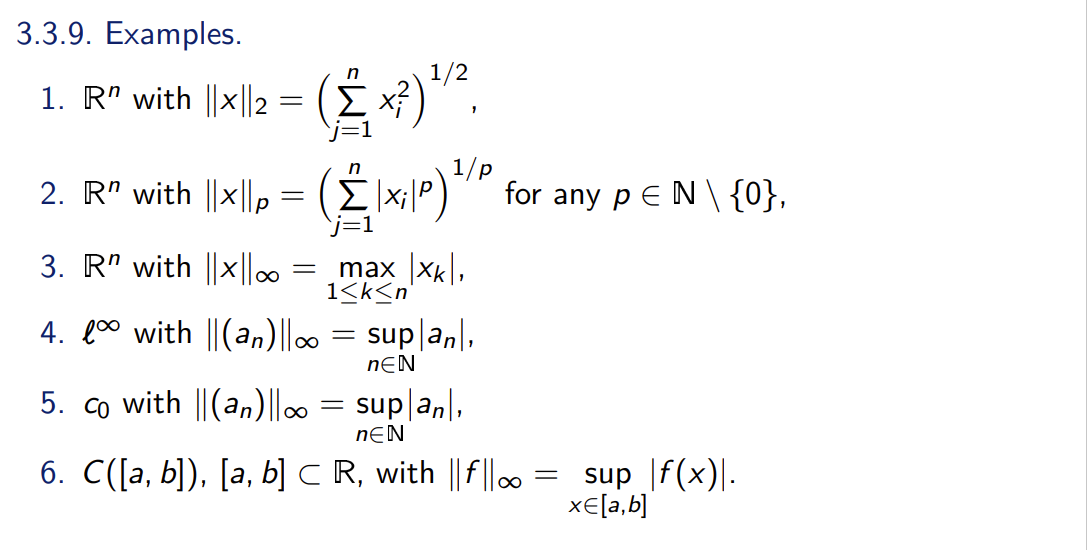 3.3.9. Examples.
1. ℝⁿ with ‖x‖₂ = (∑_{j=1}^{n} x_i²)^{1/2},
2. ℝⁿ with ‖x‖_p = (∑_{j=1}^{n} |x_i|^p)^{1/p} for any p ∈ ℕ \ {0},
3. ℝⁿ with ‖x‖_∞ = max_{1≤k≤n} |x_k|,
4. ℓ^∞ with ‖(a_n)‖_∞ = sup_{n∈ℕ} |a_n|,
5. c₀ with ‖(a_n)‖_∞ = sup_{n∈ℕ} |a_n|,
6. C([a, b]), [a, b] ⊂ ℝ, with ‖f‖_∞ = sup_{x∈[a,b]} |f(x)|.